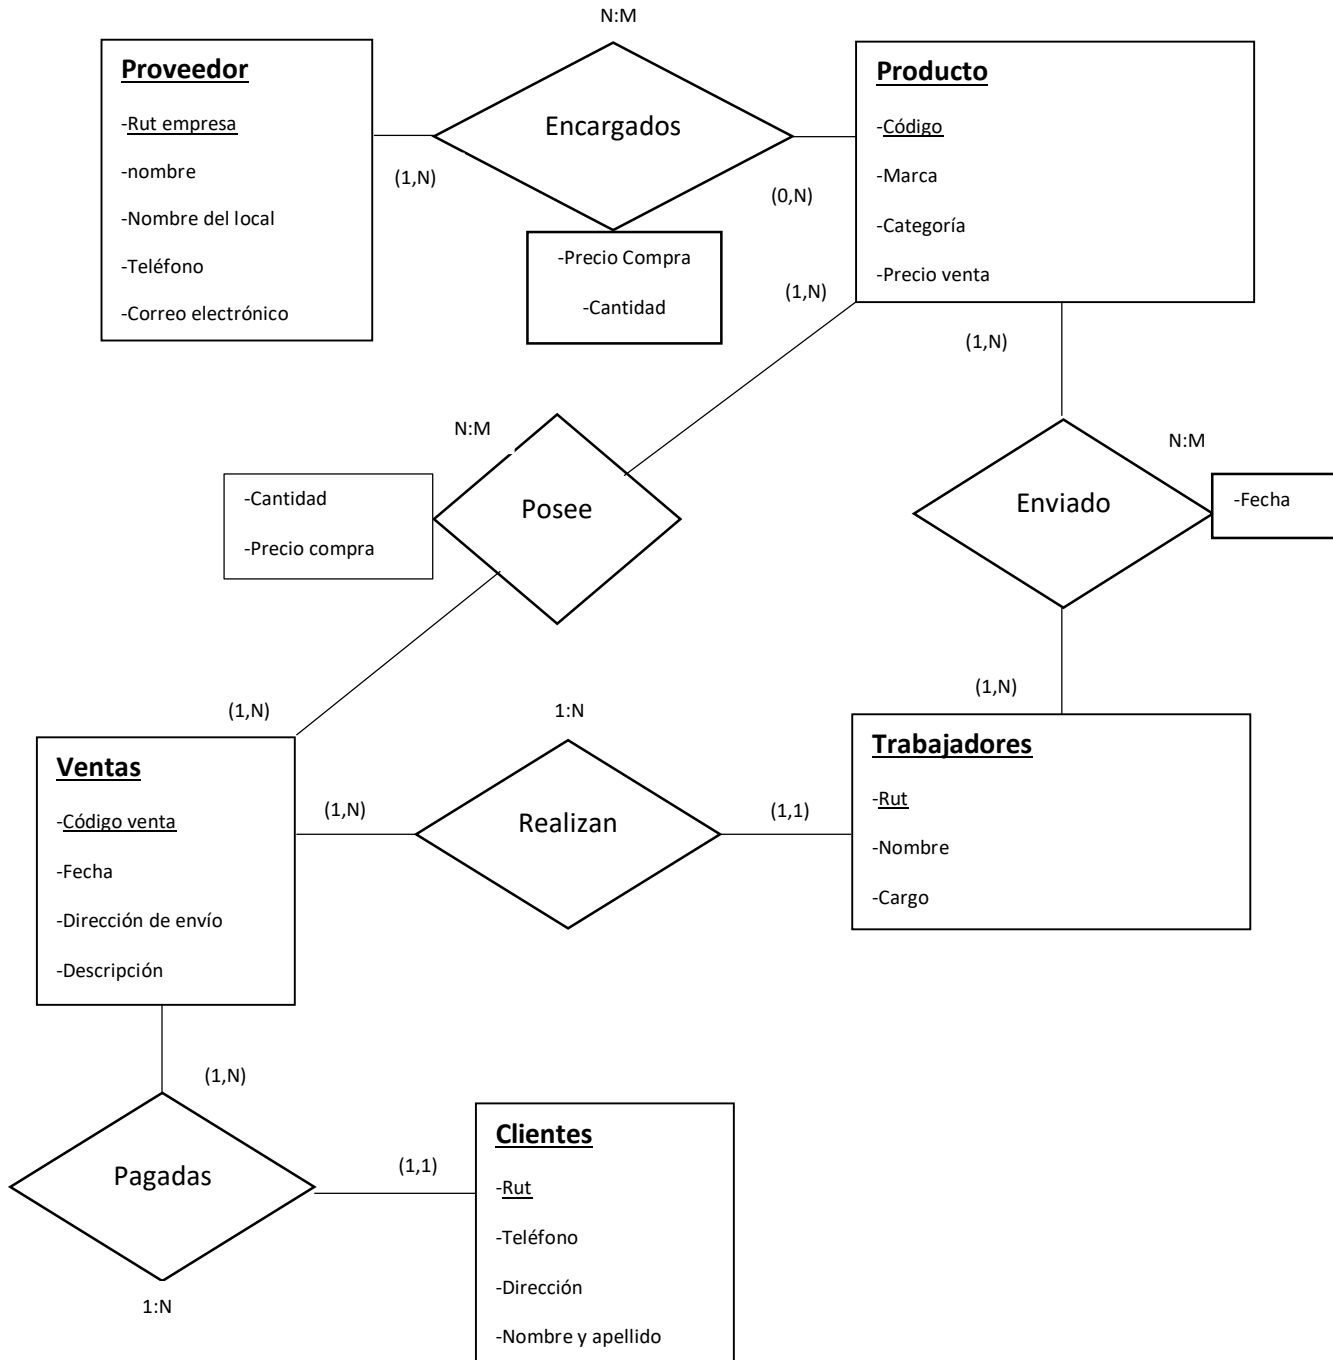 N:M
Proveedor
-Rut empresa
-nombre
-Nombre del local
-Teléfono
-Correo electrónico
(1,N)
Encargados
(0,N)
-Precio Compra
-Cantidad
Producto
-Código
-Marca
-Categoría
-Precio venta
(1,N)
(1,N)
N:M
-Cantidad
-Precio compra
Posee
N:M
Enviado
-Fecha
(1,N)
(1,N)
Ventas
-Código venta
-Fecha
-Dirección de envío
-Descripción
1:N
(1,N)
Realizan
(1,1)
Trabajadores
-Rut
-Nombre
-Cargo
(1,N)
Pagadas
1:N
(1,1)
Clientes
-Rut
-Teléfono
-Dirección
-Nombre y apellido